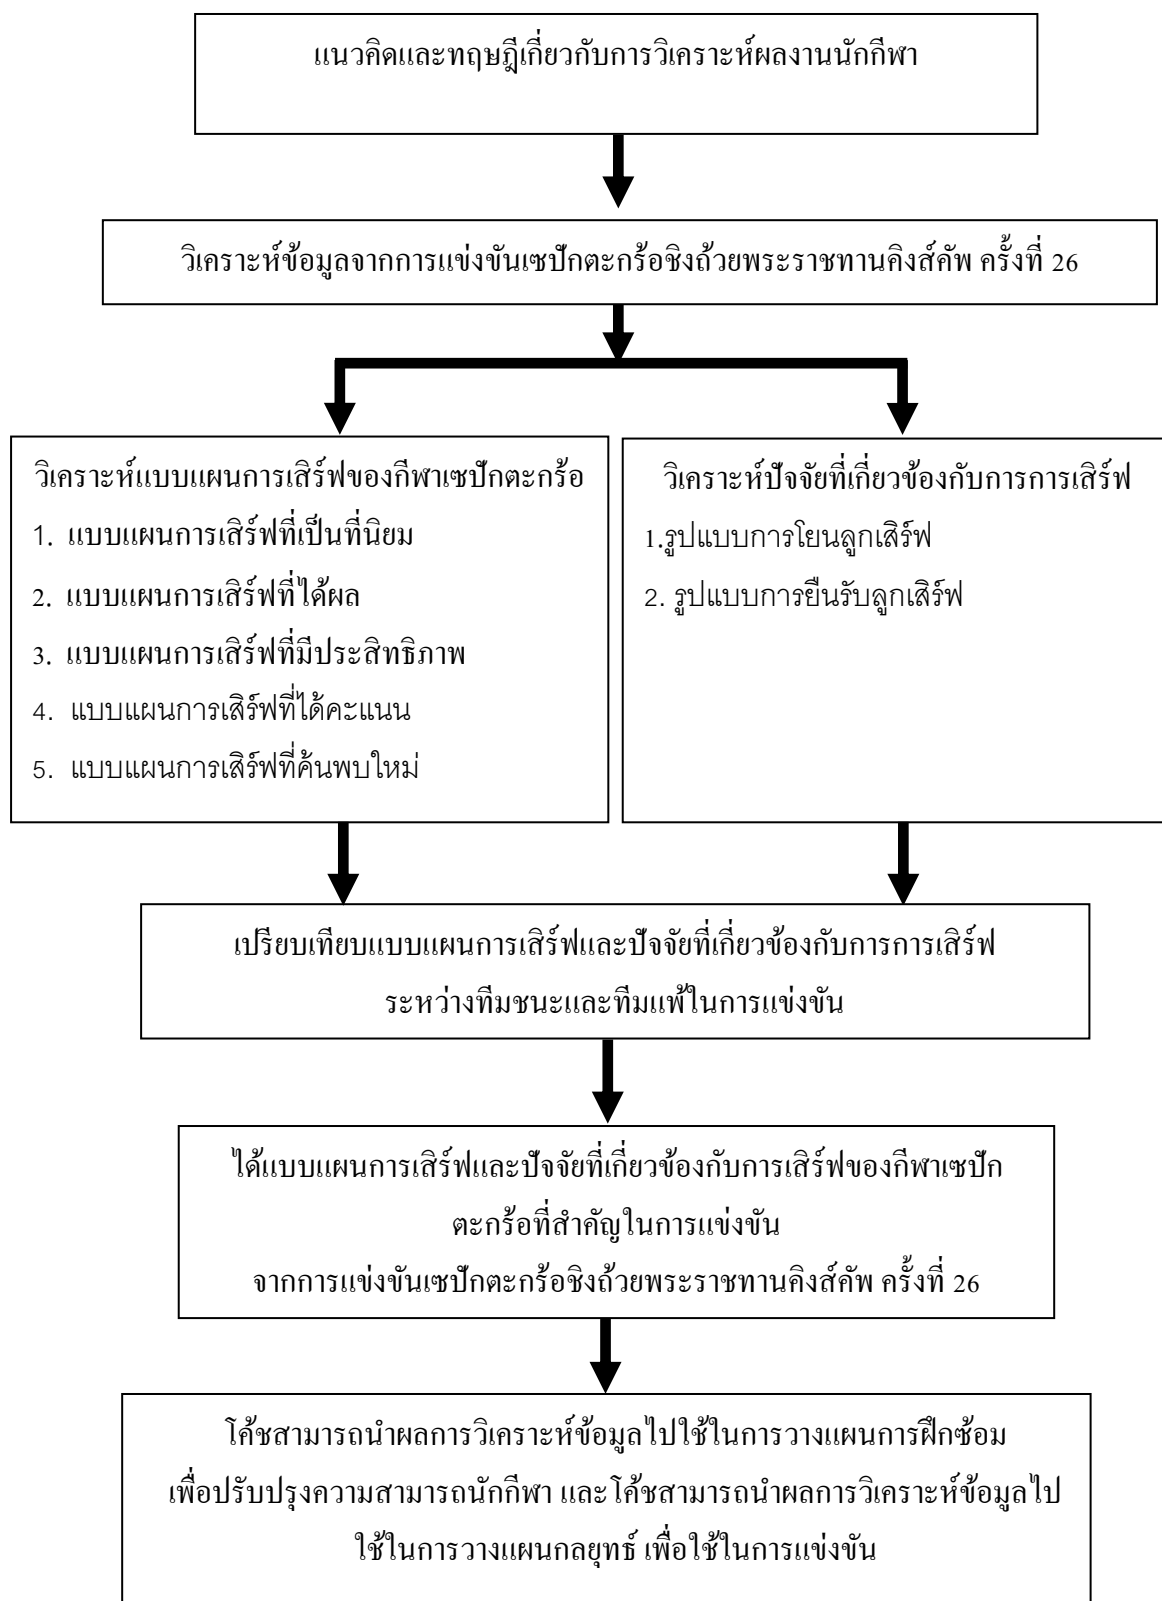 แนวคิดและทฤษฎีเกี่ยวกับการวิเคราะห์ผลงานนักกีฬา
วิเคราะห์ข้อมูลจากการแข่งขันเซปักตะกร้อชิงถ้วยพระราชทานคิงส์คัพ ครั้งที่ 26
วิเคราะห์แบบแผนการเสิร์ฟของกีฬาเซปักตะกร้อ
1. แบบแผนการเสิร์ฟที่เป็นที่นิยม
2. แบบแผนการเสิร์ฟที่ได้ผล
3. แบบแผนการเสิร์ฟที่มีประสิทธิภาพ
4. แบบแผนการเสิร์ฟที่ได้คะแนน
5. แบบแผนการเสิร์ฟที่ค้นพบใหม่
วิเคราะห์ปัจจัยที่เกี่ยวข้องกับการการเสิร์ฟ
1.รูปแบบการโยนลูกเสิร์ฟ
2. รูปแบบการยืนรับลูกเสิร์ฟ
เปรียบเทียบแบบแผนการเสิร์ฟและปัจจัยที่เกี่ยวข้องกับการการเสิร์ฟ
ระหว่างทีมชนะและทีมแพ้ในการแข่งขัน
ได้แบบแผนการเสิร์ฟและปัจจัยที่เกี่ยวข้องกับการเสิร์ฟของกีฬาเซปัก
ตะกร้อที่สำคัญในการแข่งขัน
จากการแข่งขันเซปักตะกร้อชิงถ้วยพระราชทานคิงส์คัพ ครั้งที่ 26
โค้ชสามารถนำผลการวิเคราะห์ข้อมูลไปใช้ในการวางแผนการฝึกซ้อม
เพื่อปรับปรุงความสามารถนักกีฬา และโค้ชสามารถนำผลการวิเคราะห์ข้อมูลไป
ใช้ในการวางแผนกลยุทธ์ เพื่อใช้ในการแข่งขัน